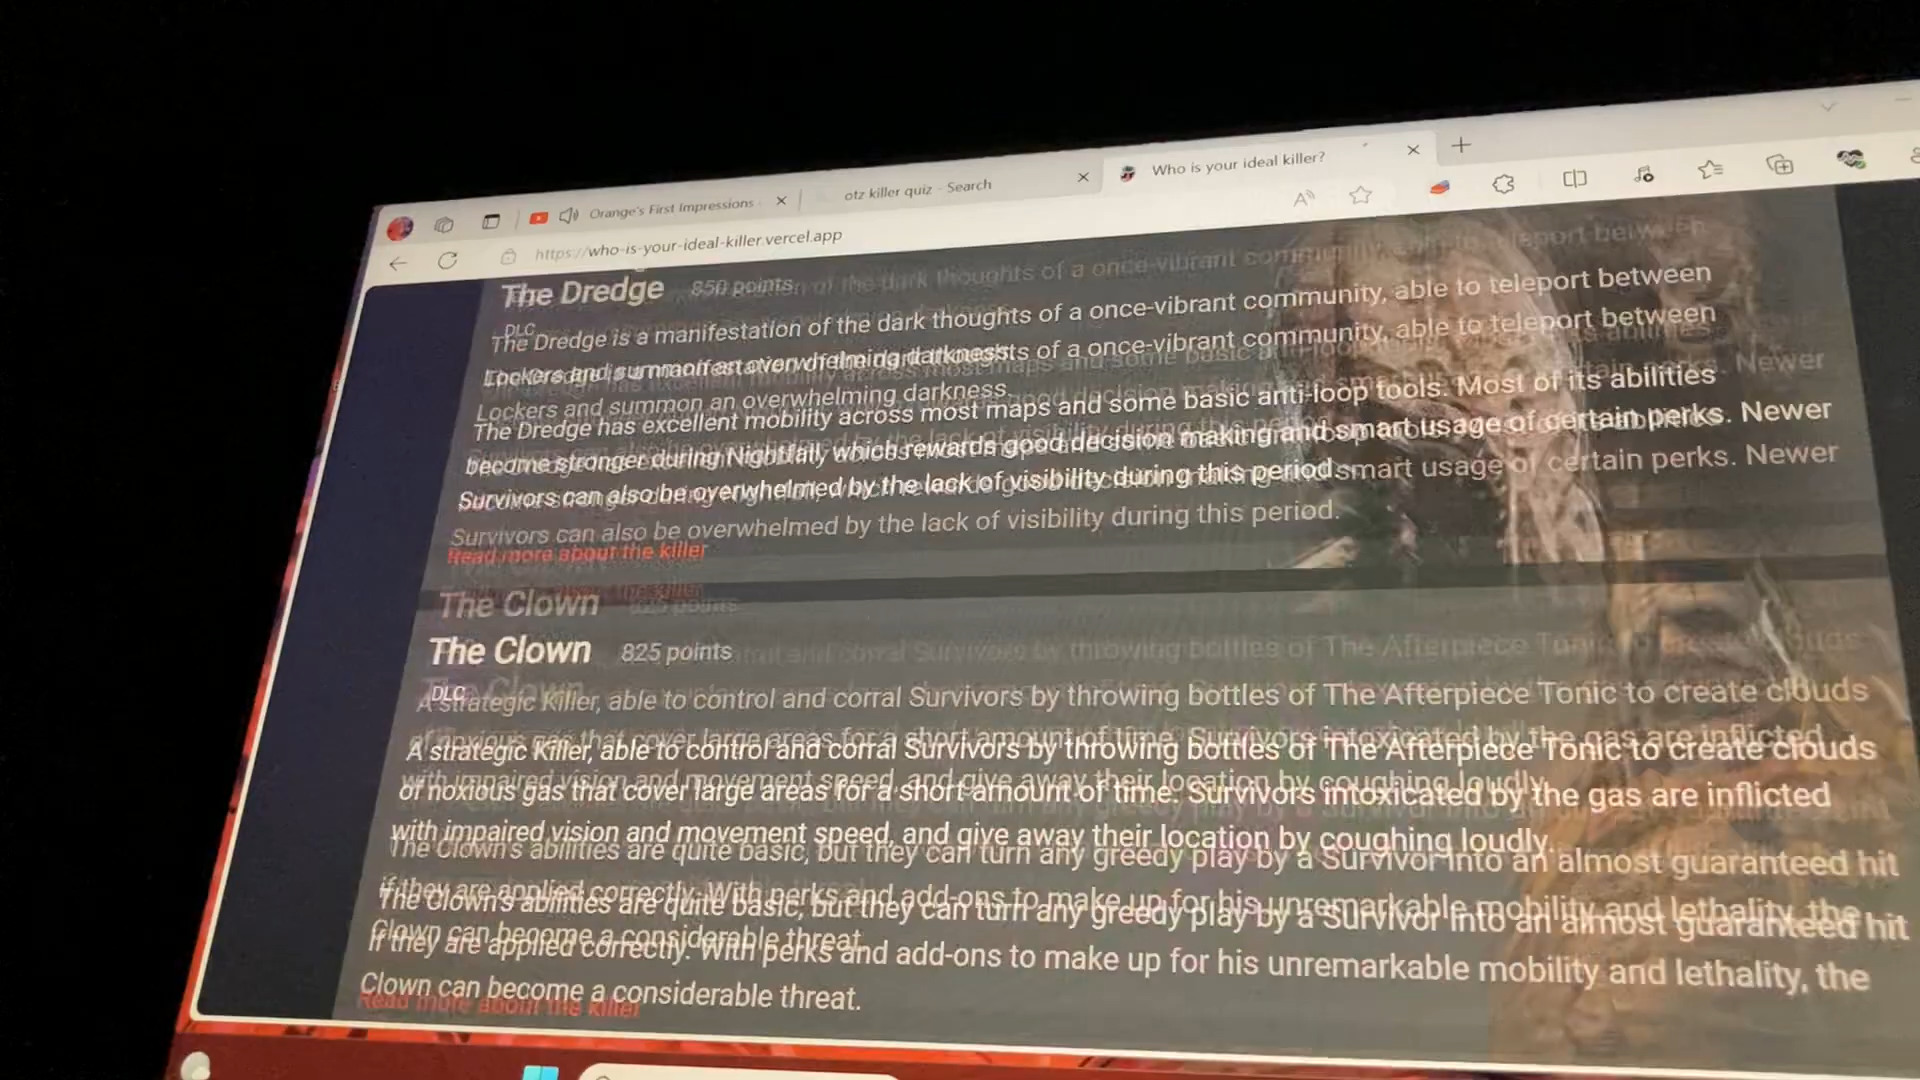 Orange's First Impressions
otz killer quiz - Search
Who is your ideal killer?
https://who-is-your-ideal-killer.vercel.app
The Dredge 850 points
DLC
The Dredge is a manifestation of the dark thoughts of a once-vibrant community, able to teleport between
Lockers and summon an overwhelming darkness.
The Dredge has excellent mobility across most maps and some basic anti-loop tools. Most of its abilities
become stronger during Nightfall, which rewards good decision making and smart usage of certain perks. Newer
Survivors can also be overwhelmed by the lack of visibility during this period.
Read more about the killer
The Clown 825 points
DLC
A strategic Killer, able to control and corral Survivors by throwing bottles of The Afterpiece Tonic to create clouds
of noxious gas that cover large areas for a short amount of time. Survivors intoxicated by the gas are inflicted
with impaired vision and movement speed, and give away their location by coughing loudly.
The Clown's abilities are quite basic, but they can turn any greedy play by a Survivor into an almost guaranteed hit
if they are applied correctly. With perks and add-ons to make up for his unremarkable mobility and lethality, the
Clown can become a considerable threat.
Read more about the killer